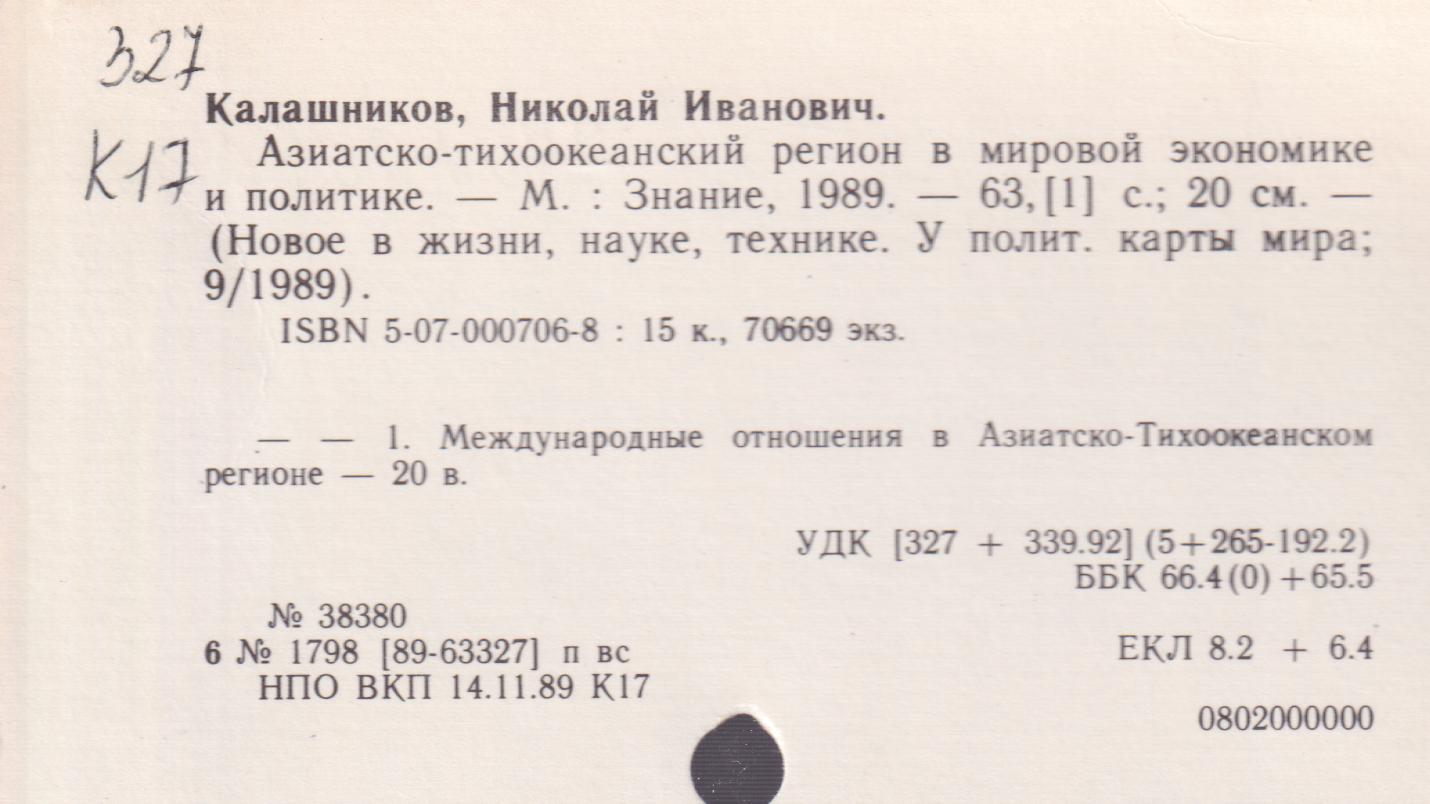 327
Калашников, Николай Иванович.
К17
Азиатско-тихоокеанский регион в мировой экономике
и политике. — М. : Знание, 1989. — 63, [1] с.; 20 см. —
(Новое в жизни, науке, технике. У полит. карты мира;
9/1989).
ISBN 5-07-000706-8 : 15 к., 70669 экз.
— — 1. Международные отношения в Азиатско-Тихоокеанском
регионе — 20 в.
УДК [327 + 339.92] (5+265-192.2)
ББК 66.4(0)+65.5
№ 38380
6 № 1798 [89-63327] п вс
ЕКЛ 8.2 + 6.4
НПО ВКП 14.11.89 К17
0802000000